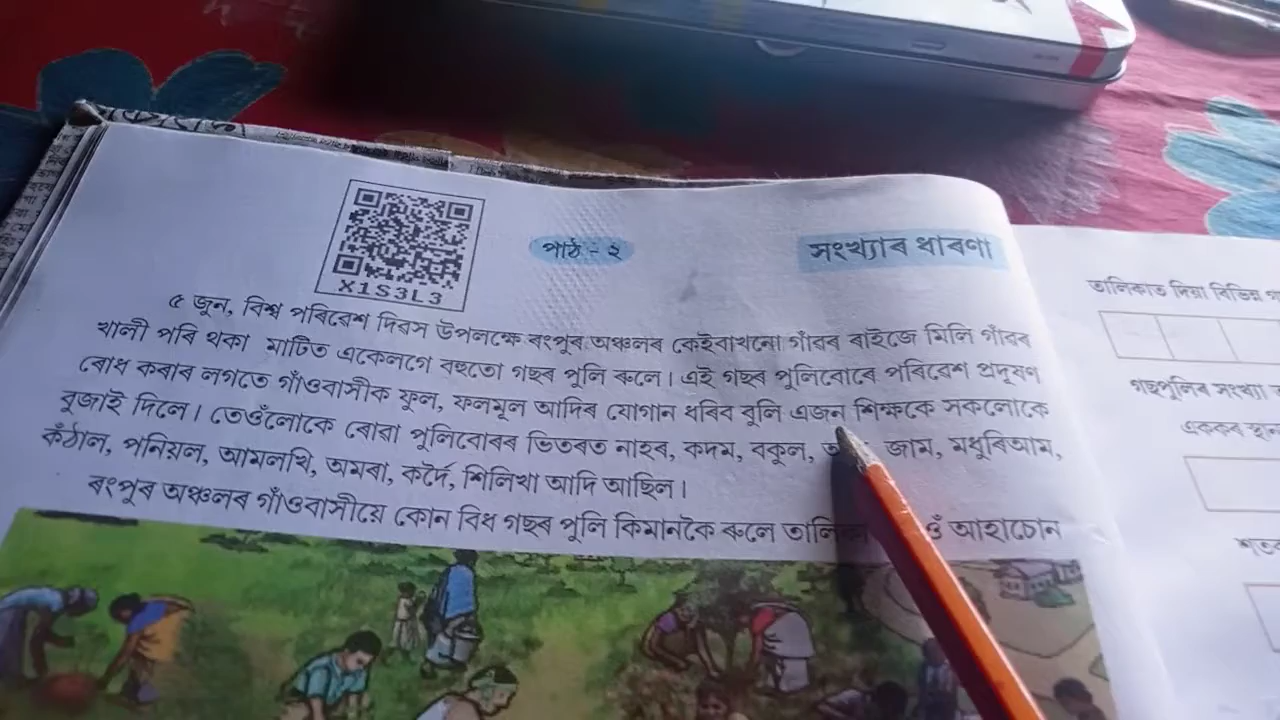 X1S3L3
পাঠ - ২
সংখ্যাৰ ধাৰণা
৫ জুন, বিশ্ব পৰিৱেশ দিৱস উপলক্ষে ৰংপুৰ অঞ্চলৰ কেইবাখনো গাঁৱৰ ৰাইজে মিলি গাঁৱৰ
খালী পৰি থকা মাটিত একেলগে বহুতো গছৰ পুলি ৰুলে। এই গছৰ পুলিবোৰে পৰিৱেশ প্ৰদূষণ
ৰোধ কৰাৰ লগতে গাঁওবাসীক ফুল, ফলমূল আদিৰ যোগান ধৰিব বুলি এজন শিক্ষকে সকলোকে
বুজাই দিলে। তেওঁলোকে ৰোৱা পুলিবোৰৰ ভিতৰত নাহৰ, কদম, বকুল, জাম, মধুৰিআম,
কঁঠাল, পনিয়ল, আমলখি, অমৰা, কৰ্দৈ, শিলিখা আদি আছিল।
ৰংপুৰ অঞ্চলৰ গাঁওবাসীয়ে কোন বিধ গছৰ পুলি কিমানকৈ ৰুলে আহাচোন
তালিকাত দিয়া বিভিন্ন
গছপুলিৰ সংখ্যা
এককৰ